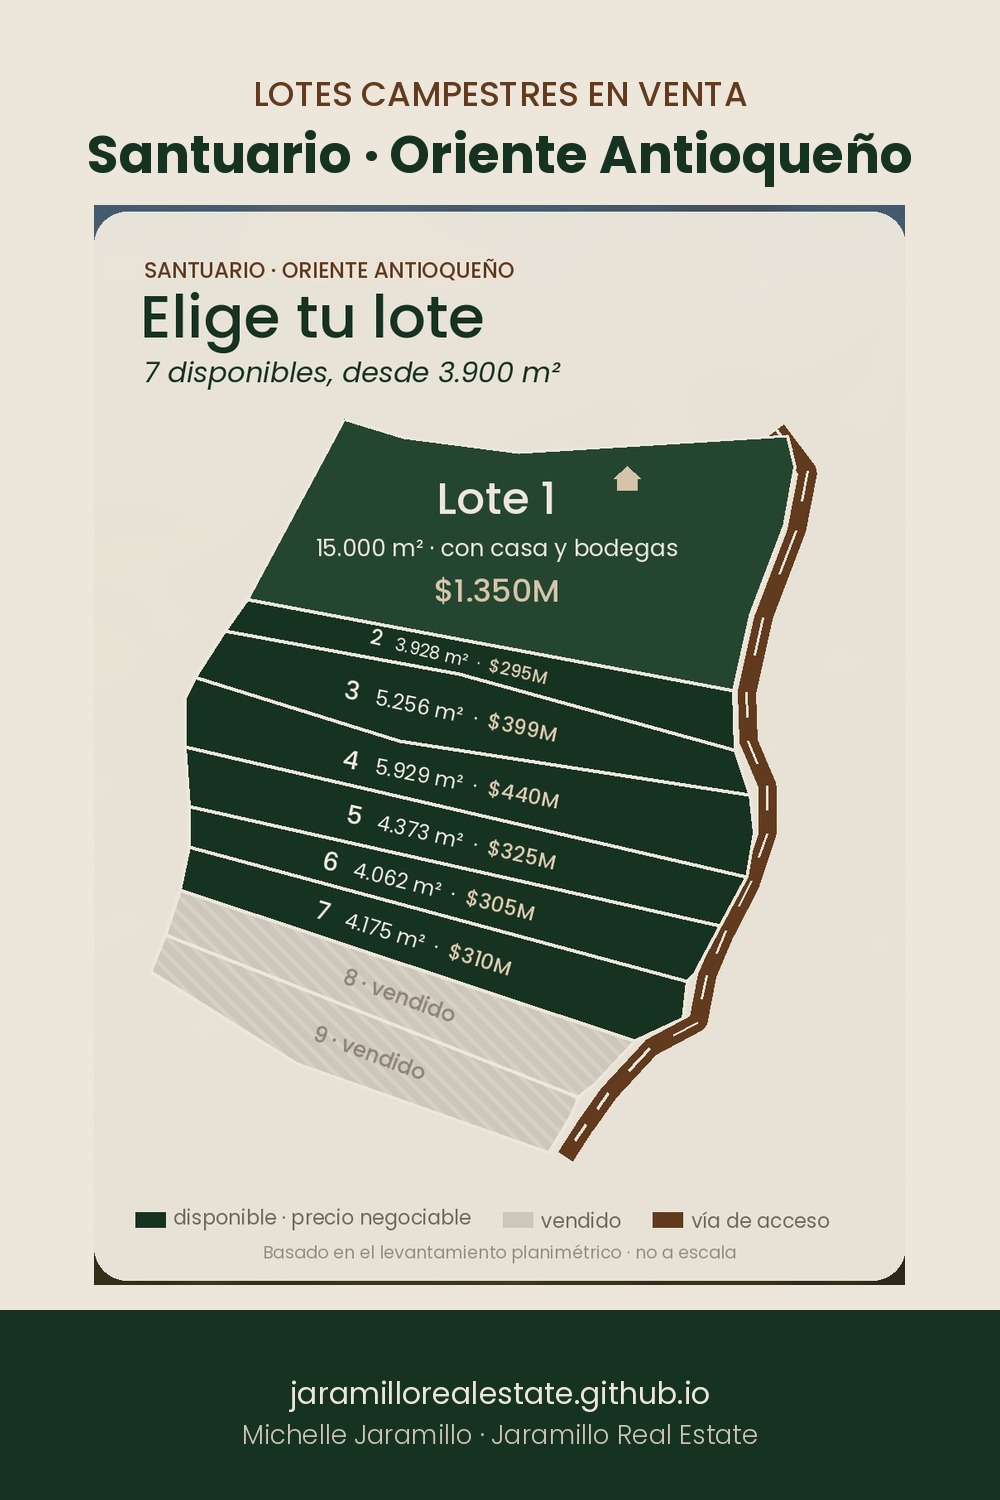 LOTES CAMPESTRES EN VENTA
Santuario · Oriente Antioqueño
SANTUARIO · ORIENTE ANTIOQUEÑO
Elige tu lote
7 disponibles, desde 3.900 m²
Lote 1
15.000 m² · con casa y bodegas
$1.350M
2 3.928 m² · $295M
3 5.256 m² · $399M
4 5.929 m² · $440M
5 4.373 m² · $325M
6 4.062 m² · $305M
7 4.175 m² · $310M
8 · vendido
9 · vendido
disponible · precio negociable vendido vía de acceso
Basado en el levantamiento planimétrico · no a escala
jaramillorealestate.github.io
Michelle Jaramillo · Jaramillo Real Estate